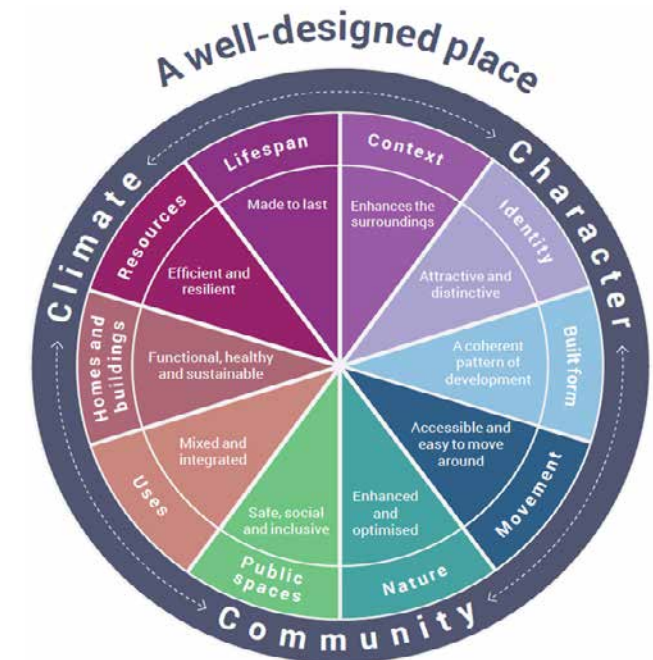 A well-designed place
Climate
Character
Community
Context
Enhances the
surroundings
Identity
Attractive and
distinctive
Built form
A coherent
pattern of
development
Movement
Accessible and
easy to move
around
Nature
Enhanced
and
optimised
Public
spaces
Safe, social
and inclusive
Uses
Mixed and
integrated
Homes and
buildings
Functional, healthy
and sustainable
Resources
Efficient and
resilient
Lifespan
Made to last